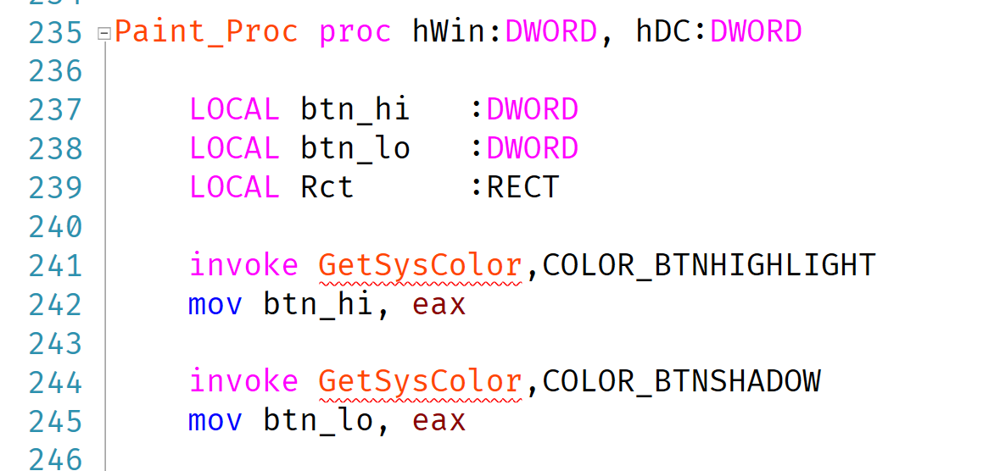 235 Paint_Proc proc hWin:DWORD, hDC:DWORD
236
237 LOCAL btn_hi :DWORD
238 LOCAL btn_lo :DWORD
239 LOCAL Rct :RECT
240
241 invoke GetSysColor,COLOR_BTNHIGHLIGHT
242 mov btn_hi, eax
243
244 invoke GetSysColor,COLOR_BTNSHADOW
245 mov btn_lo, eax
246